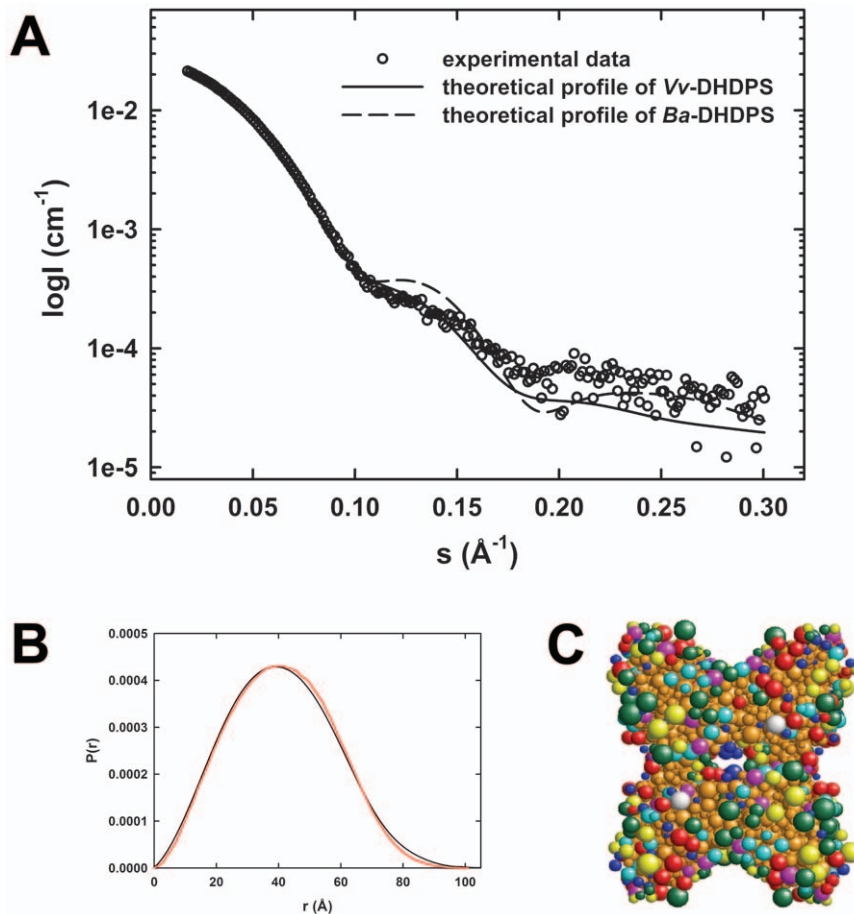 A
experimental data
theoretical profile of Vv-DHDPS
theoretical profile of Ba-DHDPS
1e-2
1e-3
1e-4
1e-5
logI (cm-1)
0.00 0.05 0.10 0.15 0.20 0.25 0.30
s (Å-1)
B
C
0.0005
0.0004
0.0003
0.0002
0.0001
0.0000
P(r)
0 20 40 60 80 100
r (Å)